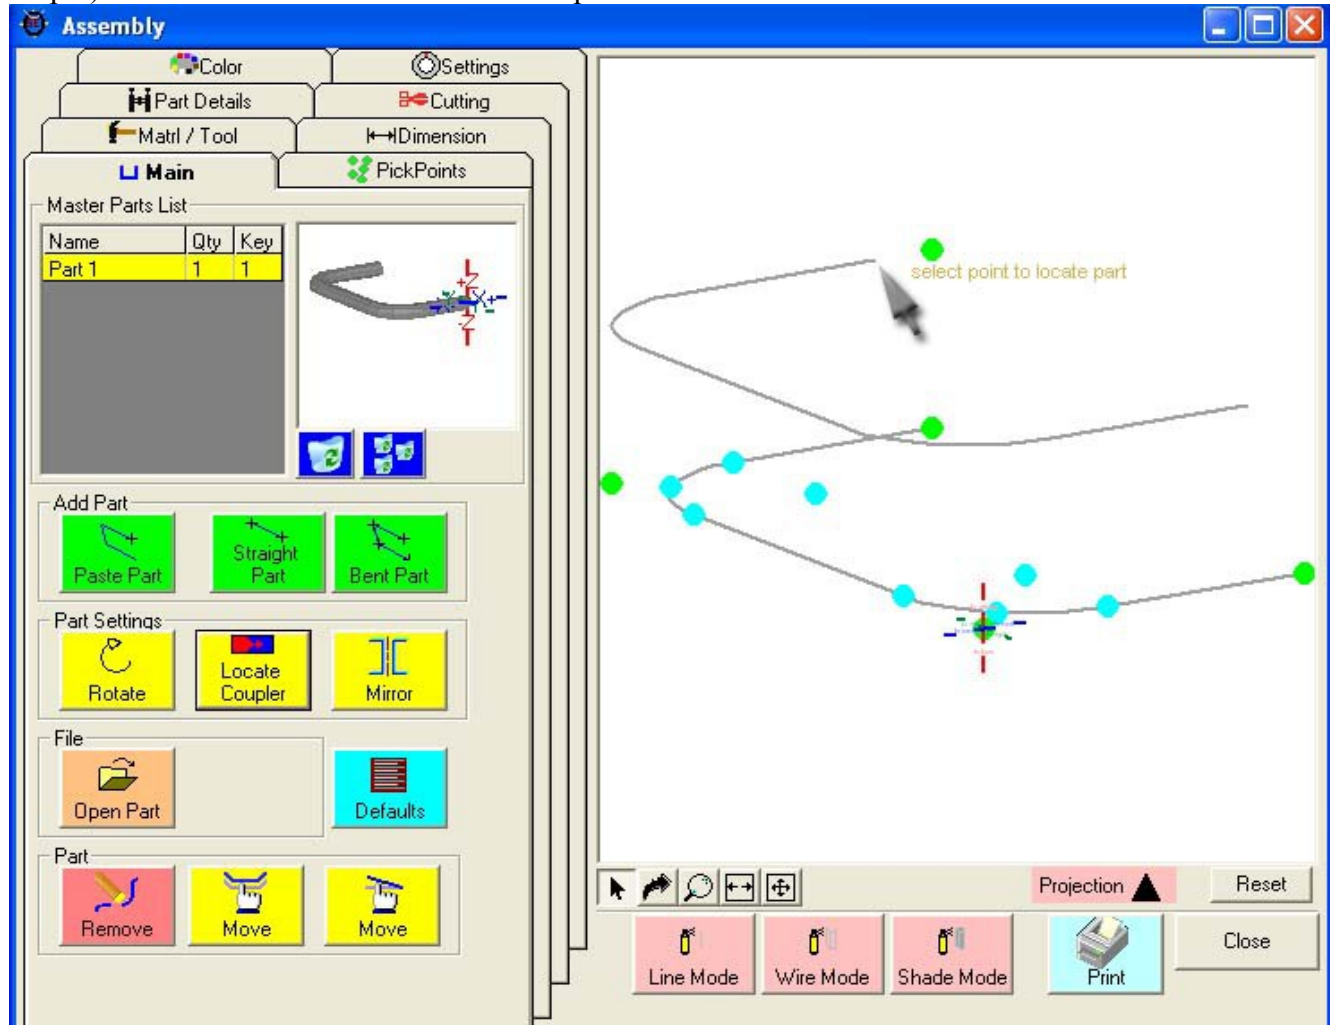 Assembly
Color
Settings
Part Details
Cutting
Matrl / Tool
Dimension
Main
PickPoints
Master Parts List
Name Qty Key
Part 1 1 1
select point to locate part
Add Part
Paste Part
Straight
Part
Bent Part
Part Settings
Rotate
Locate
Coupler
Mirror
File
Open Part
Defaults
Part
Remove
Move
Move
Projection
Reset
Line Mode
Wire Mode
Shade Mode
Print
Close